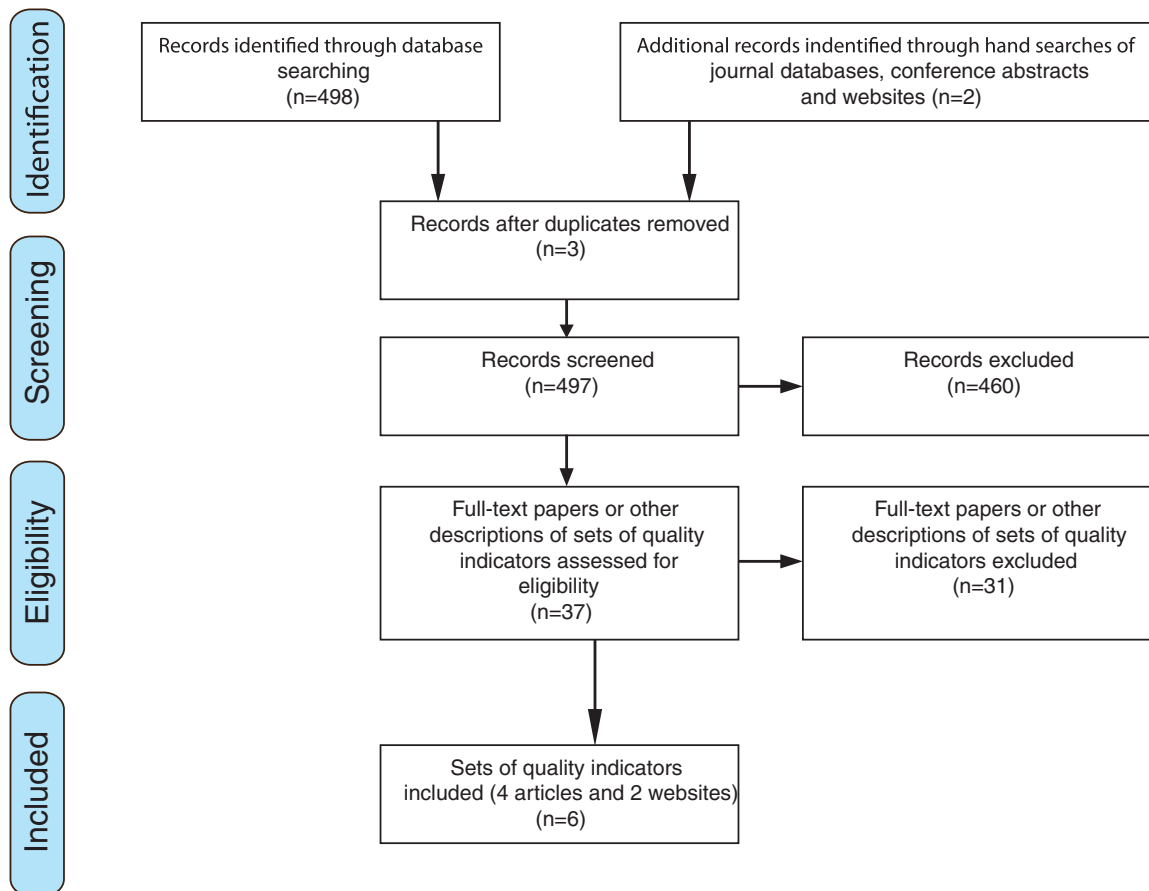 Identification
Records identified through database
searching
(n=498)
Additional records indentified through hand searches of
journal databases, conference abstracts
and websites (n=2)
Records after duplicates removed
(n=3)
Screening
Records screened
(n=497)
Records excluded
(n=460)
Eligibility
Full-text papers or other
descriptions of sets of quality
indicators assessed for
eligibility
(n=37)
Full-text papers or other
descriptions of sets of quality
indicators excluded
(n=31)
Included
Sets of quality indicators
included (4 articles and 2 websites)
(n=6)